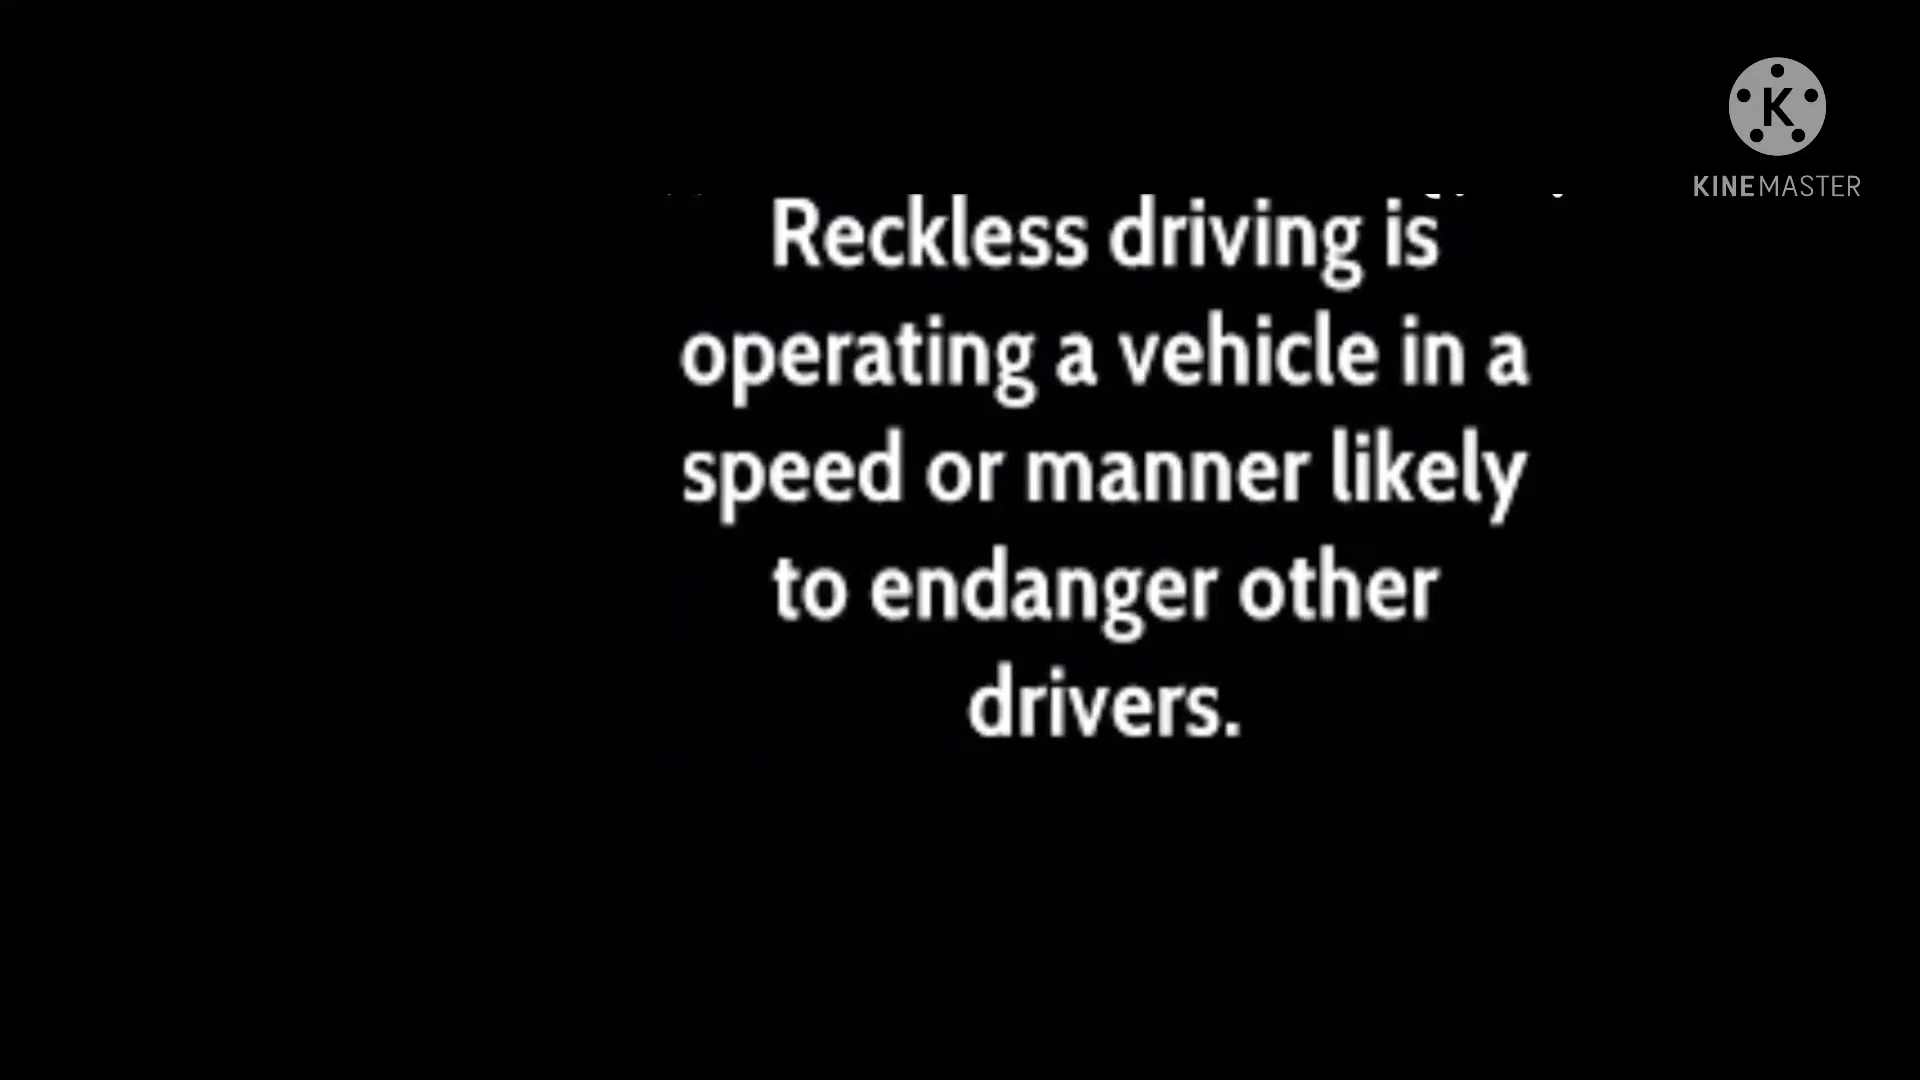 K
KINEMASTER
Reckless driving is
operating a vehicle in a
speed or manner likely
to endanger other
drivers.